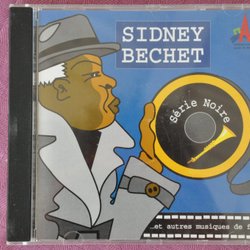 SIDNEY
BECHET
Série Noire
...et autres musiques de